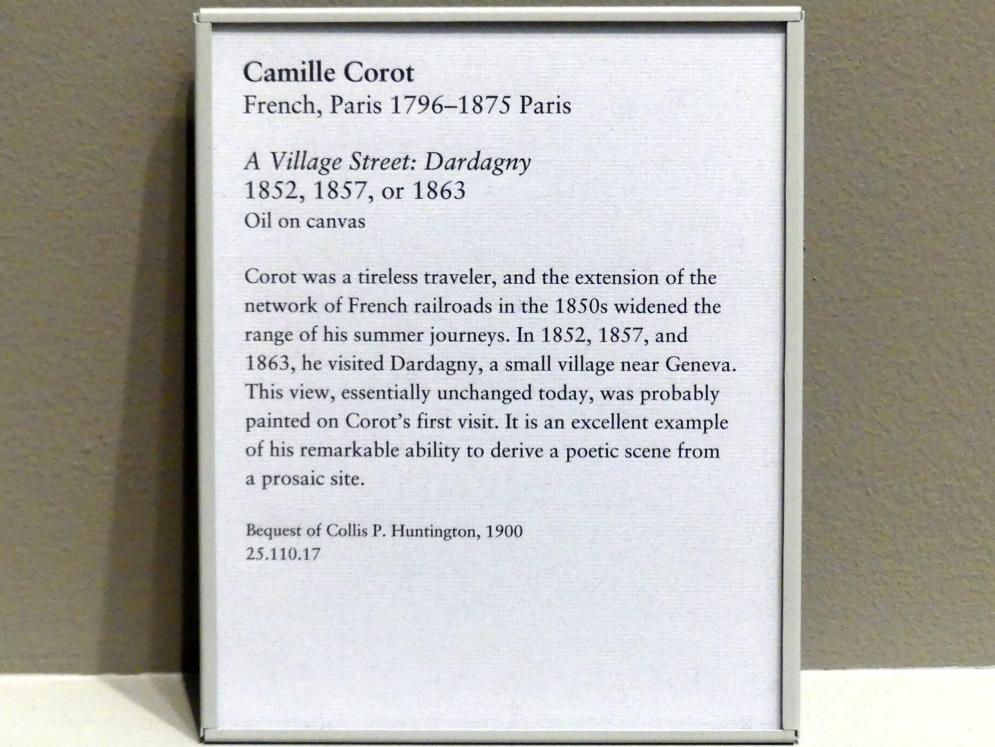 Camille Corot
French, Paris 1796–1875 Paris
A Village Street: Dardagny
1852, 1857, or 1863
Oil on canvas
Corot was a tireless traveler, and the extension of the
network of French railroads in the 1850s widened the
range of his summer journeys. In 1852, 1857, and
1863, he visited Dardagny, a small village near Geneva.
This view, essentially unchanged today, was probably
painted on Corot’s first visit. It is an excellent example
of his remarkable ability to derive a poetic scene from
a prosaic site.
Bequest of Collis P. Huntington, 1900
25.110.17